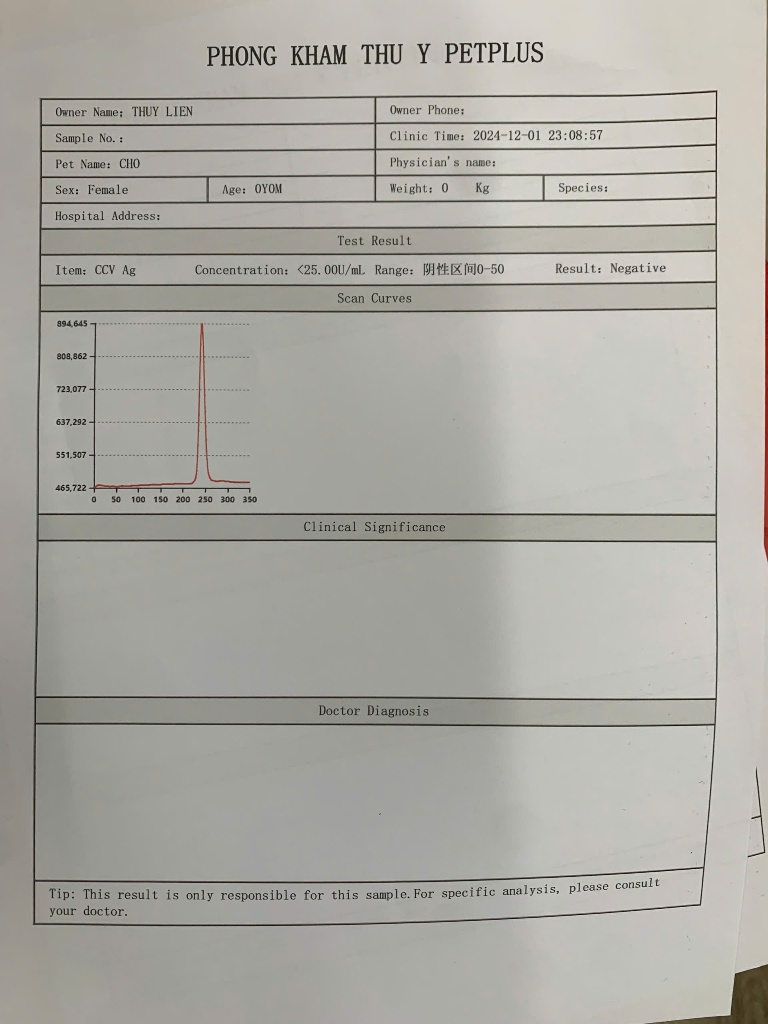 PHONG KHAM THU Y PETPLUS
Owner Name: THUY LIEN
Owner Phone:
Sample No.:
Clinic Time: 2024-12-01 23:08:57
Pet Name: CHO
Physician's name:
Sex: Female
Age: 0Y0M
Weight: 0 Kg
Species:
Hospital Address:
Test Result
Item: CCV Ag Concentration: <25.00U/mL Range: 阴性区间0-50 Result: Negative
Scan Curves
894,645
808,862
723,077
637,292
551,507
465,722
0 50 100 150 200 250 300 350
Clinical Significance
Doctor Diagnosis
Tip: This result is only responsible for this sample.For specific analysis, please consult
your doctor.